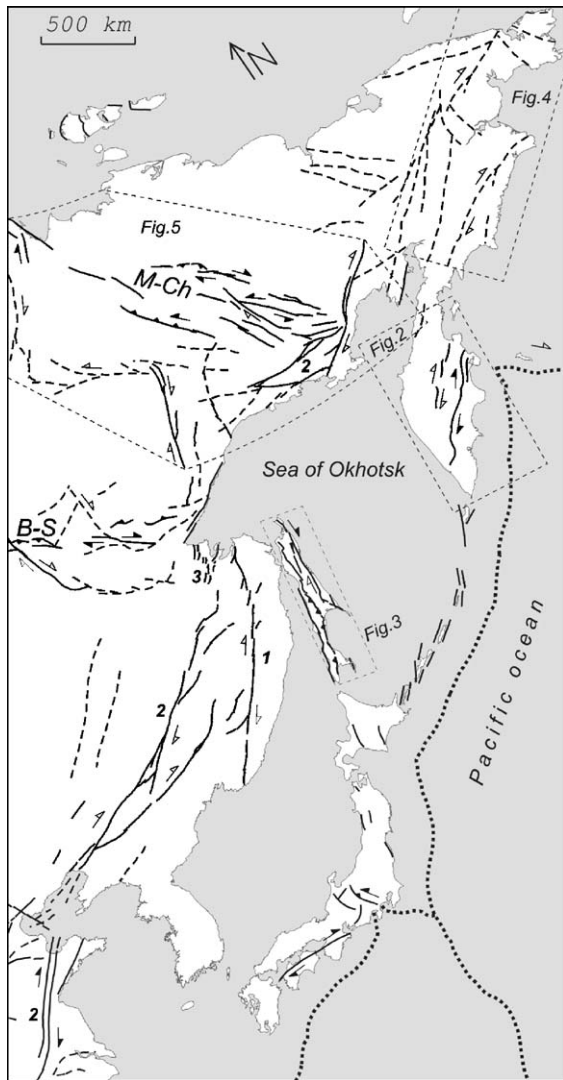 500 km
N
Fig.4
Fig.5
M-Ch
2
Fig.2
Sea of Okhotsk
B-S
3
1
Fig.3
2
Pacific ocean
2